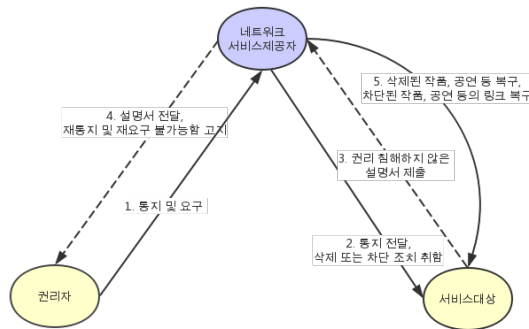 네트워크
서비스제공자
5. 삭제된 작품, 공연 등 복구,
차단된 작품, 공연 등의 링크 복구
4. 설명서 전달,
재통지 및 재요구 불가능함 고지
3. 권리 침해하지 않은
설명서 제출
1. 통지 및 요구
2. 통지 전달,
삭제 또는 차단 조치 취함
권리자
서비스대상